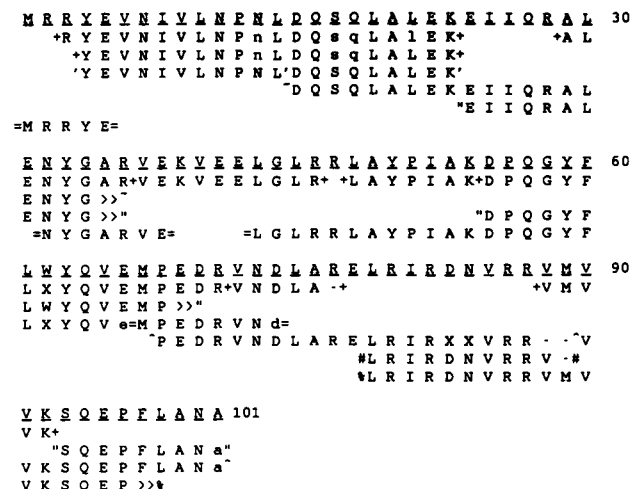 M R R Y E V N I V L N P N L D Q S Q L A L E K E I I Q R A L 30
+R Y E V N I V L N P n L D Q s q L A l E K+ +A L
+Y E V N I V L N P n L D Q s q L A L E K+
'Y E V N I V L N P N L'D Q S Q L A L E K'
~D Q S Q L A L E K E I I Q R A L
"E I I Q R A L
=M R R Y E=
E N Y G A R V E K V E E L G L R R L A Y P I A K D P Q G Y F 60
E N Y G A R+V E K V E E L G L R+ +L A Y P I A K+D P Q G Y F
E N Y G >>~
E N Y G >>" "D P Q G Y F
=N Y G A R V E= =L G L R R L A Y P I A K D P Q G Y F
L W Y Q V E M P E D R V N D L A R E L R I R D N V R R V M V 90
L X Y Q V E M P E D R+V N D L A -+ +V M V
L W Y Q V E M P >>"
L X Y Q V e=M P E D R V N d=
^P E D R V N D L A R E L R I R X X V R R - -^V
#L R I R D N V R R V -#
%L R I R D N V R R V M V
V K S Q E P F L A N A 101
V K+
"S Q E P F L A N a"
V K S Q E P F L A N a^
V K S Q E P >>%